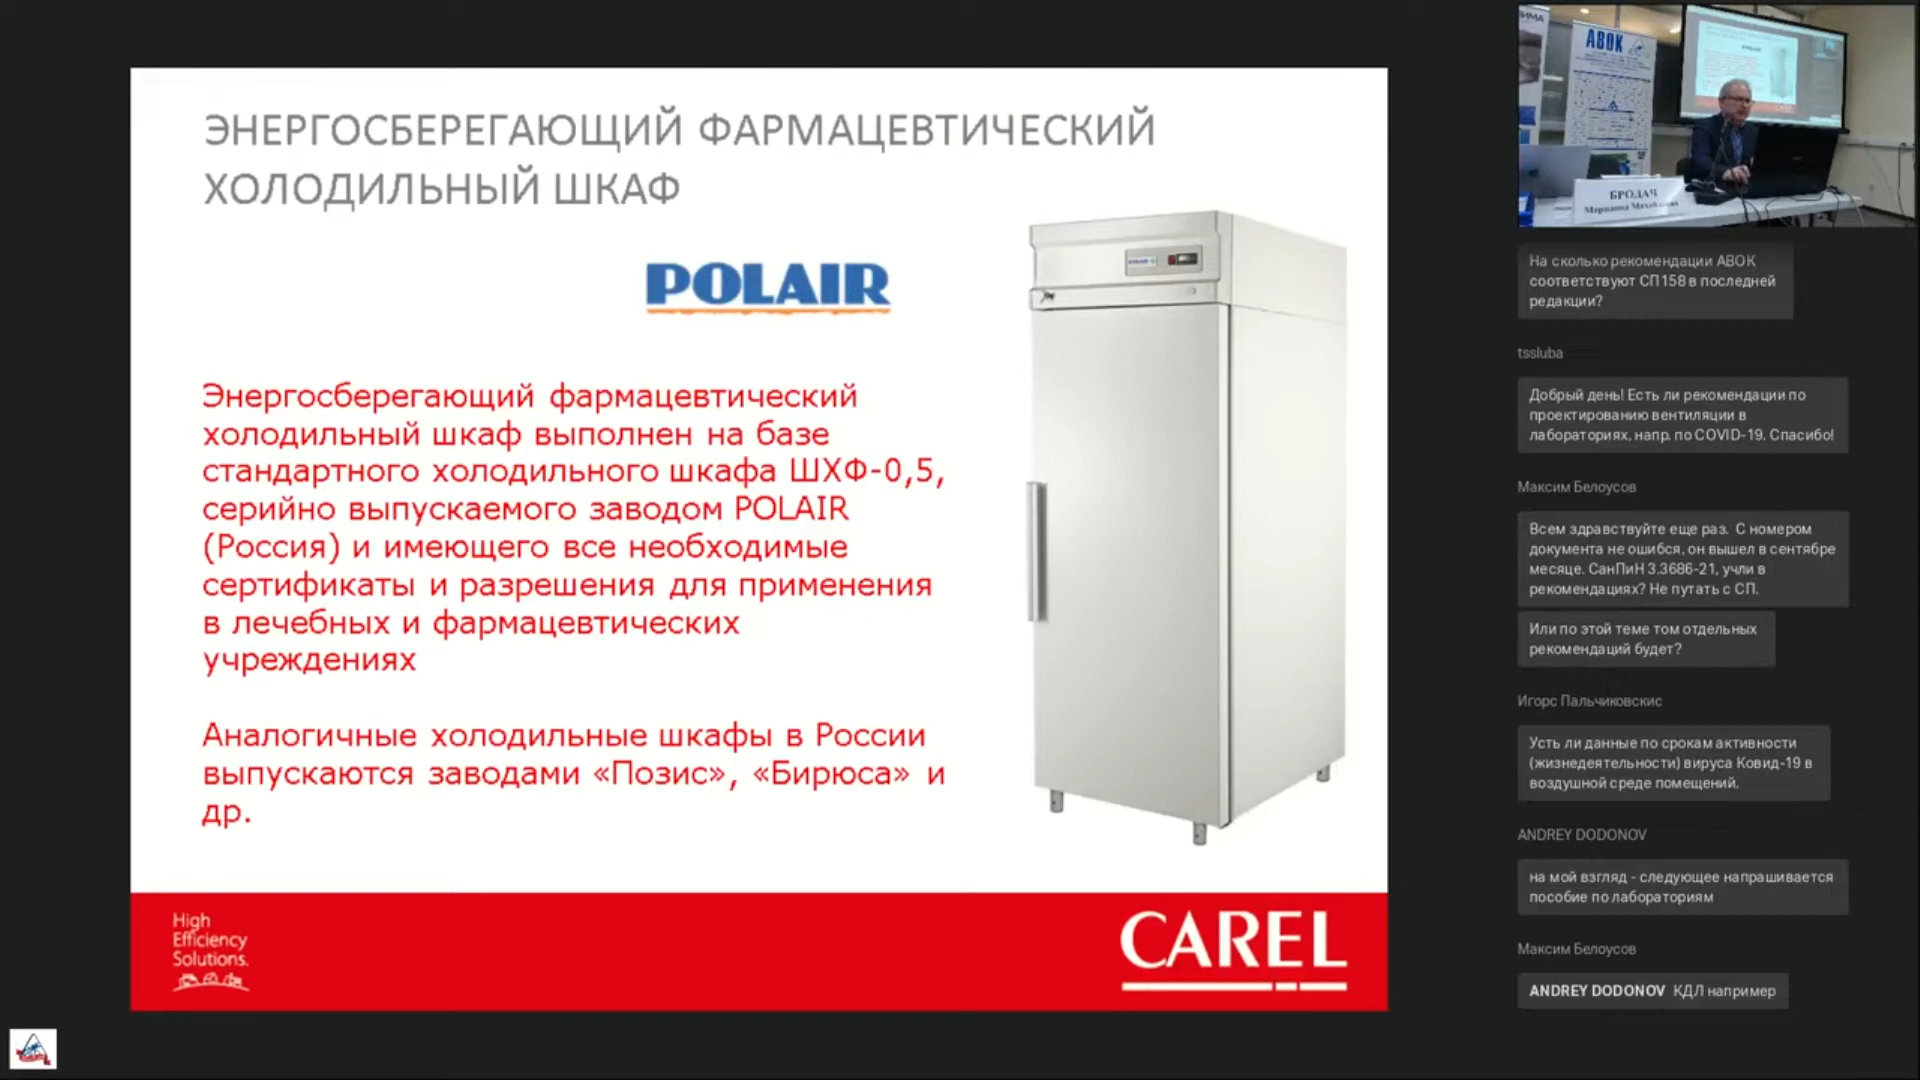 ЭНЕРГОСБЕРЕГАЮЩИЙ ФАРМАЦЕВТИЧЕСКИЙ
ХОЛОДИЛЬНЫЙ ШКАФ
POLAIR
Энергосберегающий фармацевтический
холодильный шкаф выполнен на базе
стандартного холодильного шкафа ШХФ-0,5,
серийно выпускаемого заводом POLAIR
(Россия) и имеющего все необходимые
сертификаты и разрешения для применения
в лечебных и фармацевтических
учреждениях
Аналогичные холодильные шкафы в России
выпускаются заводами «Позис», «Бирюса» и
др.
High
Efficiency
Solutions.
CAREL
АВОК
БРОДАЧ
На сколько рекомендации АВОК
соответствуют СП158 в последней
редакции?
tssluba
Добрый день! Есть ли рекомендации по
проектированию вентиляции в
лабораториях, напр. по COVID-19. Спасибо!
Максим Белоусов
Всем здравствуйте еще раз. С номером
документа не ошибся, он вышел в сентябре
месяце. СанПиН 3.3686-21, учли в
рекомендациях? Не путать с СП.
Или по этой теме том отдельных
рекомендаций будет?
Игорс Пальчиковскис
Усть ли данные по срокам активности
(жизнедеятельности) вируса Ковид-19 в
воздушной среде помещений.
ANDREY DODONOV
на мой взгляд - следующее напрашивается
пособие по лабораториям
Максим Белоусов
ANDREY DODONOV КДЛ например